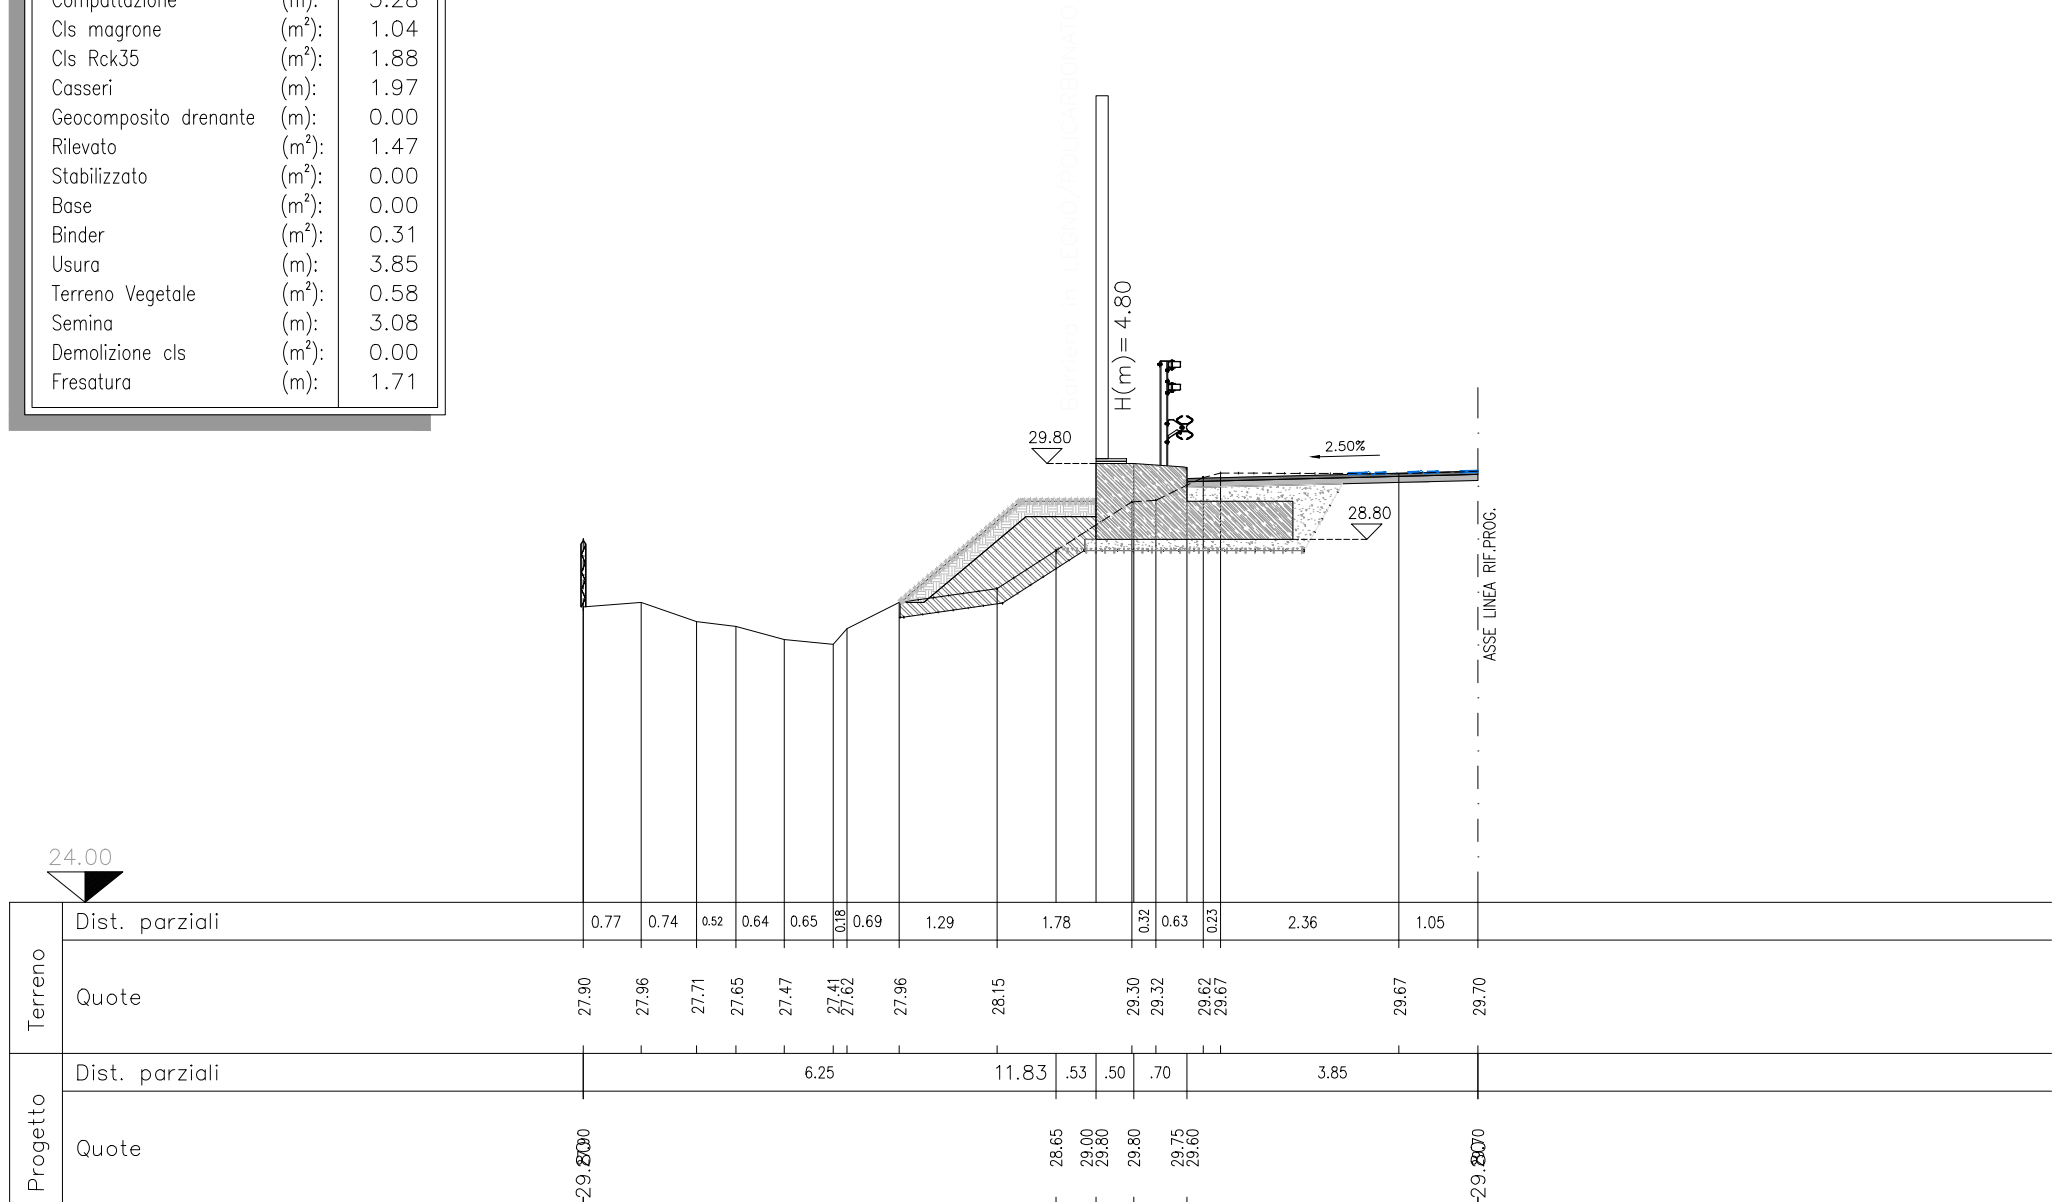 Compattazione (m): 5.28
Cls magrone (m²): 1.04
Cls Rck35 (m²): 1.88
Casseri (m): 1.97
Geocomposito drenante (m): 0.00
Rilevato (m²): 1.47
Stabilizzato (m²): 0.00
Base (m²): 0.00
Binder (m²): 0.31
Usura (m): 3.85
Terreno Vegetale (m²): 0.58
Semina (m): 3.08
Demolizione cls (m²): 0.00
Fresatura (m): 1.71
Barriera in LEGNO/POLICARBONATO
H(m)= 4.80
29.80
2.50%
28.80
ASSE LINEA RIF.PROG.
24.00
Terreno
Dist. parziali 0.77 0.74 0.52 0.64 0.65 0.18 0.69 1.29 1.78 0.32 0.63 0.23 2.36 1.05
Quote 27.90 27.96 27.71 27.65 27.47 27.41 27.62 27.96 28.15 29.30 29.32 29.62 29.67 29.67 29.70
Progetto
Dist. parziali 6.25 11.83 .53 .50 .70 3.85
Quote 28.65 29.00 29.80 29.80 29.75 29.60